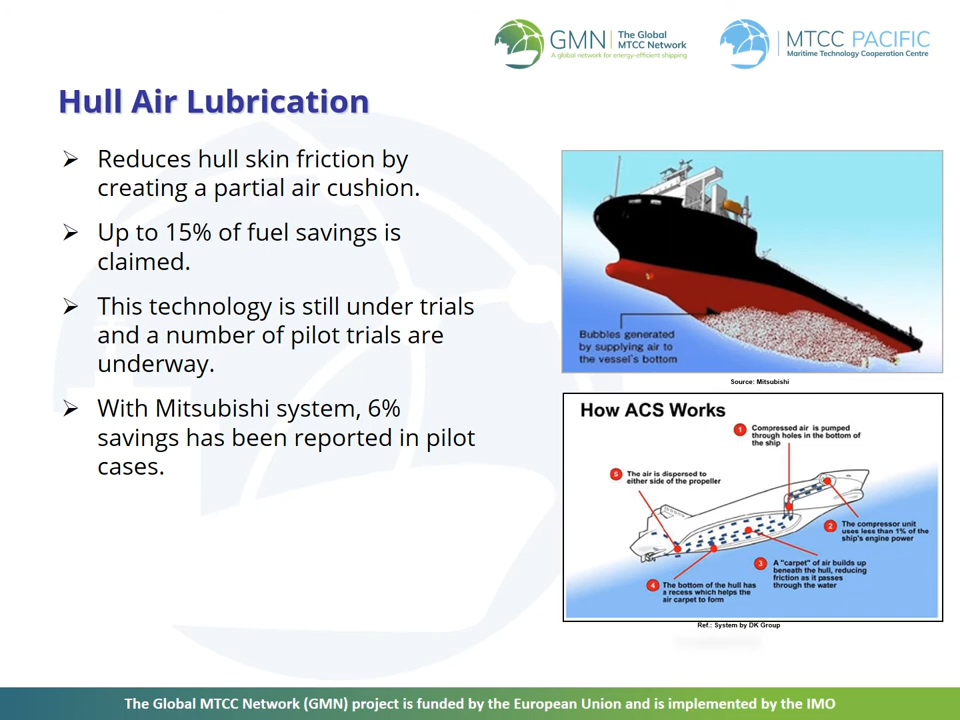 GMN
The Global
MTCC Network
A global network for energy-efficient shipping
MTCC PACIFIC
Maritime Technology Cooperation Centre
Hull Air Lubrication
➢ Reduces hull skin friction by
creating a partial air cushion.
➢ Up to 15% of fuel savings is
claimed.
➢ This technology is still under trials
and a number of pilot trials are
underway.
➢ With Mitsubishi system, 6%
savings has been reported in pilot
cases.
Bubbles generated
by supplying air to
the vessel's bottom
Source: Mitsubishi
How ACS Works
1 Compressed air is pumped
through holes in the bottom of
the ship
5 The air is dispersed to
either side of the propeller
2 The compressor unit
uses less than 1% of the
ship's engine power
3 A "carpet" of air builds up
beneath the hull, reducing
friction as it passes
through the water
4 The bottom of the hull has
a recess which helps the
air carpet to form
Ref.: System by DK Group
The Global MTCC Network (GMN) project is funded by the European Union and is implemented by the IMO